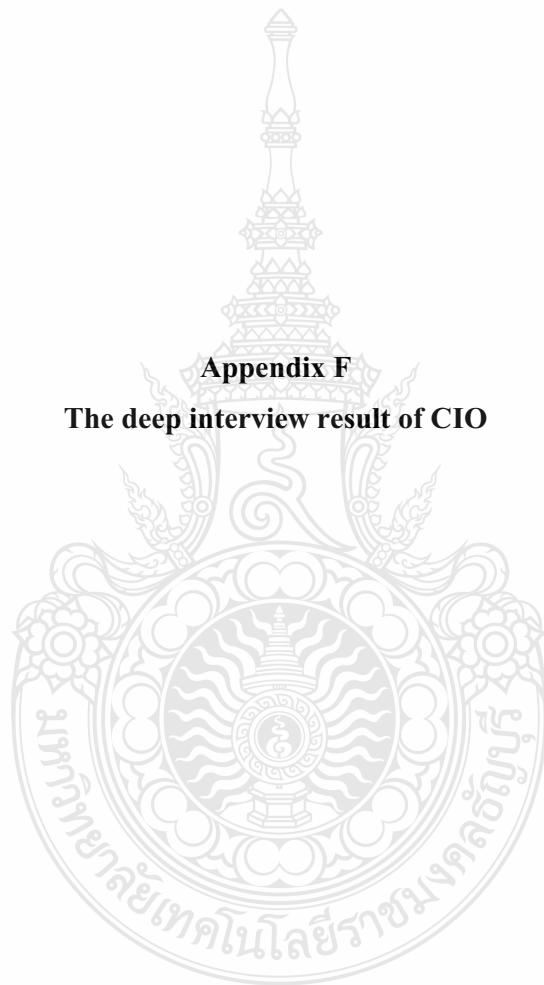 Appendix F
The deep interview result of CIO
มหาวิทยาลัยเทคโนโลยีราชมงคลธัญบุรี